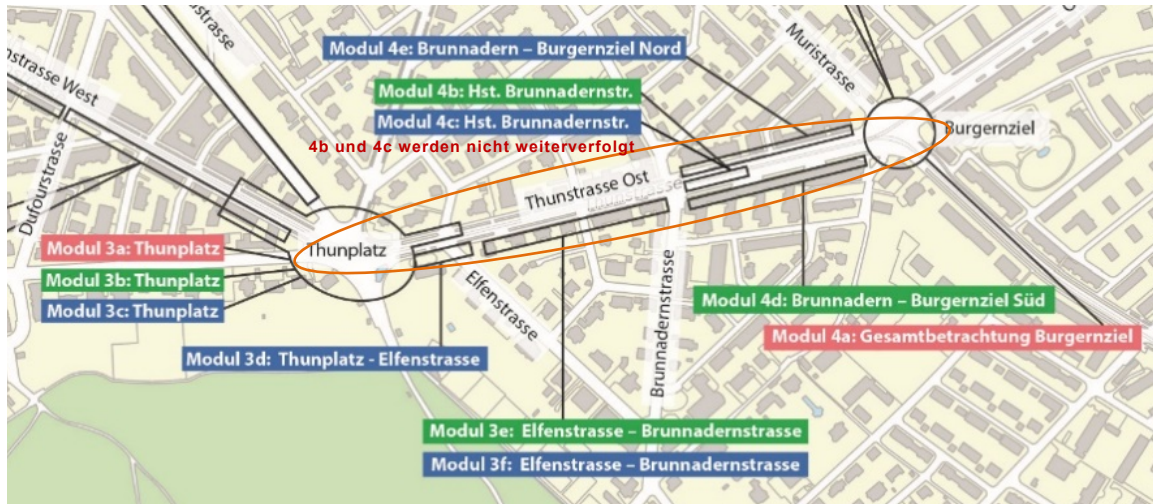 Modul 4e: Brunnadern – Burgernziel Nord
Muristrasse
nstrasse West
Modul 4b: Hst. Brunnadernstr.
Modul 4c: Hst. Brunnadernstr.
4b und 4c werden nicht weiterverfolgt
Burgernziel
Dufourstrasse
Thunstrasse Ost
Modul 3a: Thunplatz
Thunplatz
Modul 3b: Thunplatz
Modul 3c: Thunplatz
Elfenstrasse
Brunnadernstrasse
Modul 4d: Brunnadern – Burgernziel Süd
Modul 4a: Gesamtbetrachtung Burgernziel
Modul 3d: Thunplatz - Elfenstrasse
Modul 3e: Elfenstrasse – Brunnadernstrasse
Modul 3f: Elfenstrasse – Brunnadernstrasse